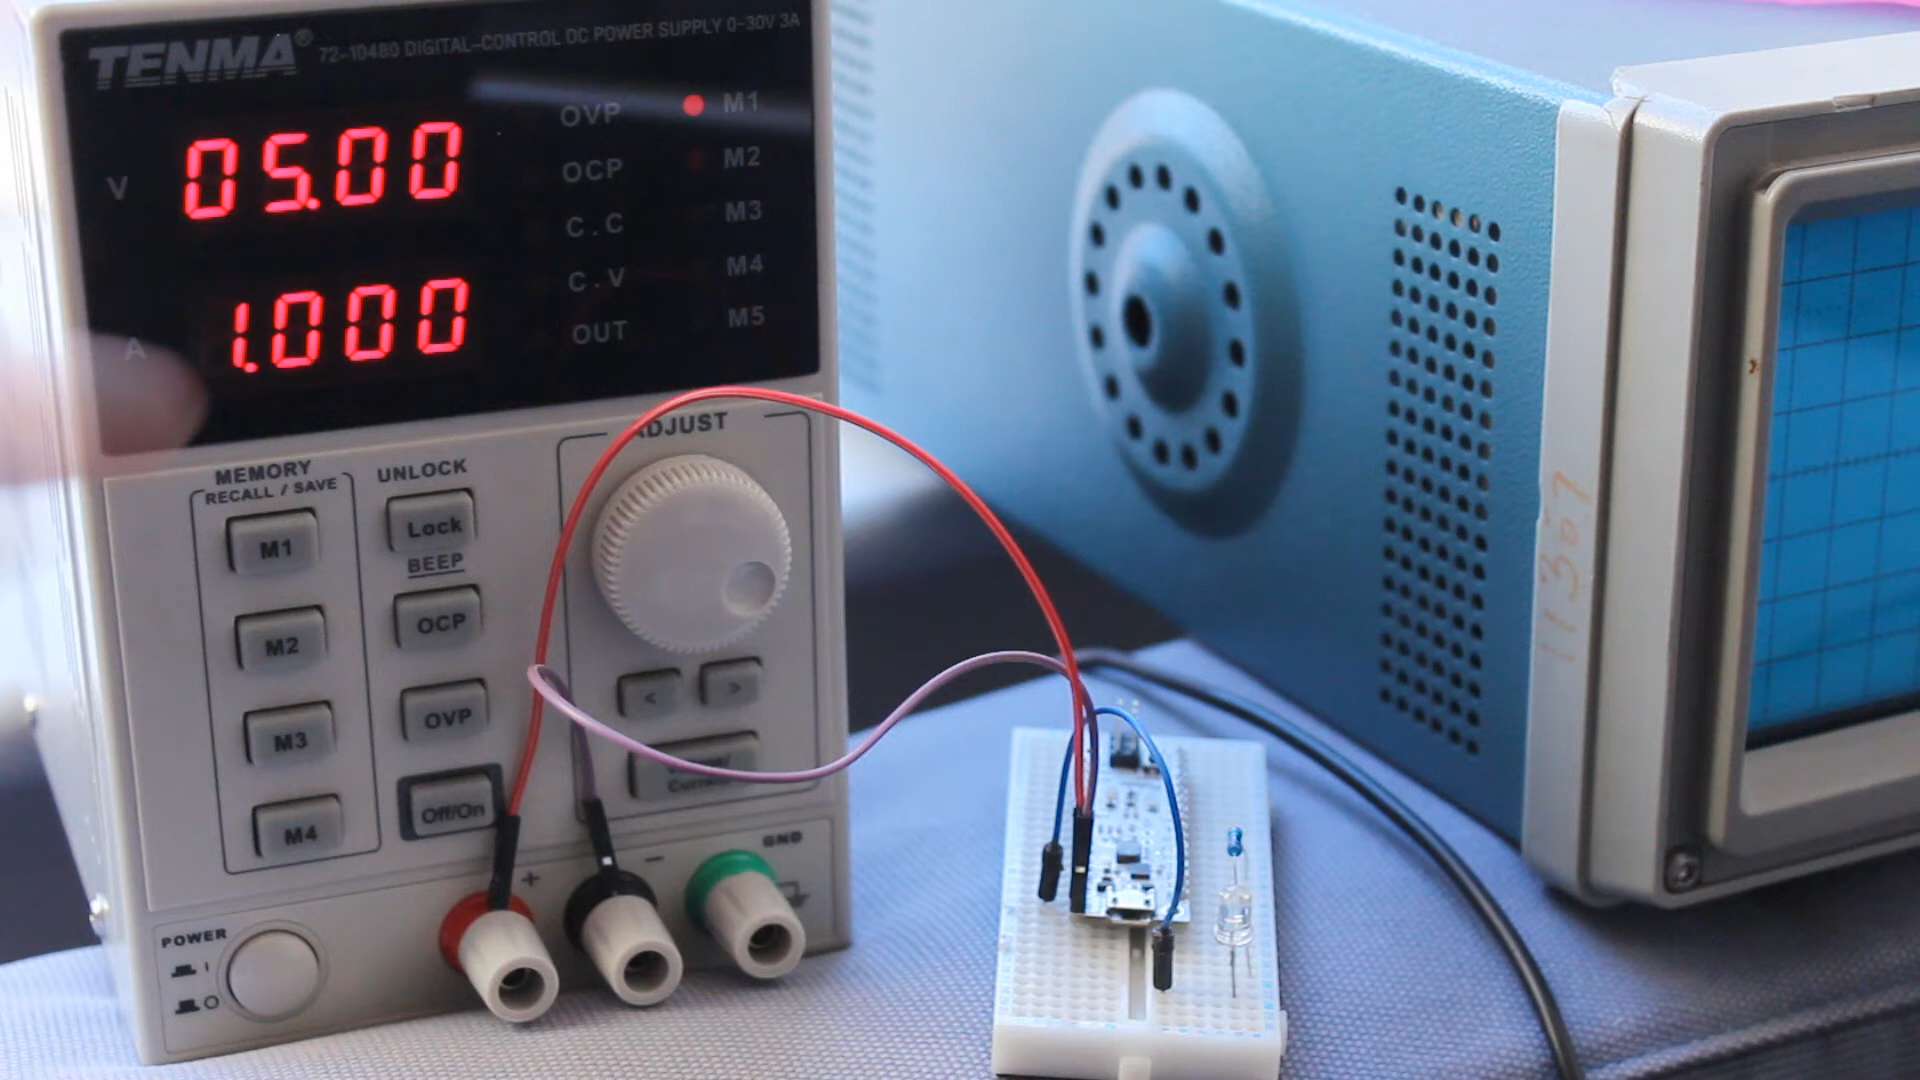 TENMA® 72-10480 DIGITAL-CONTROL DC POWER SUPPLY 0-30V 3A
V 05.00
A 1.000
OVP M1
OCP M2
C.C M3
C.V M4
OUT M5
MEMORY
RECALL / SAVE
M1
M2
M3
M4
UNLOCK
Lock
BEEP
OCP
OVP
Off/On
ADJUST
< >
+
−
GND
POWER
I
O
11307